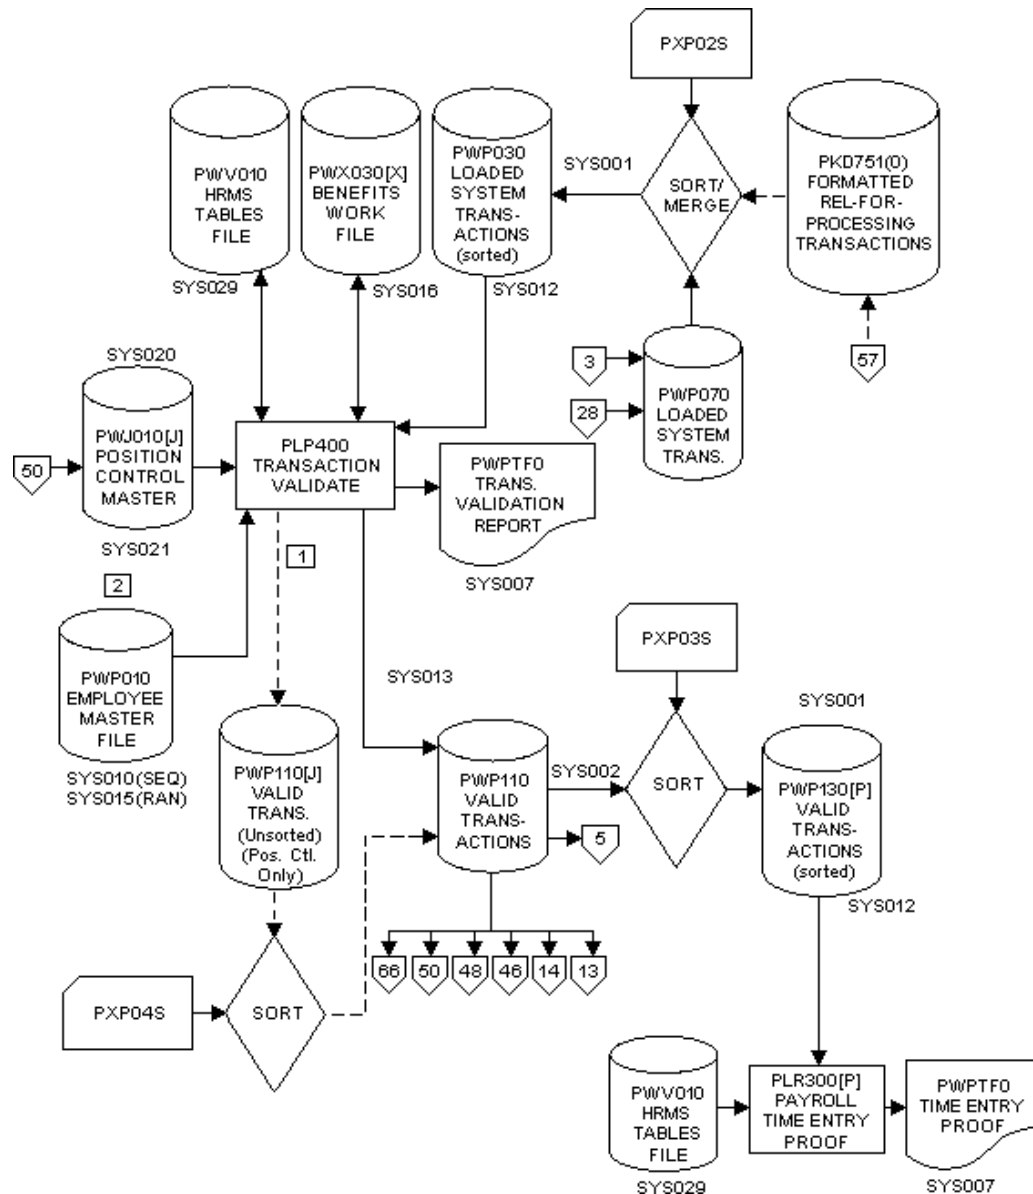 PXP02S
PWV010
HRMS
TABLES
FILE
SYS029
PWX030[X]
BENEFITS
WORK
FILE
SYS016
PWP030
LOADED
SYSTEM
TRANS-
ACTIONS
(sorted)
SYS012
SYS001
SORT/
MERGE
PKD751(0)
FORMATTED
REL-FOR-
PROCESSING
TRANSACTIONS
57
3
28
PWP070
LOADED
SYSTEM
TRANS.
SYS020
50
PWJ010[J]
POSITION
CONTROL
MASTER
SYS021
PLP400
TRANSACTION
VALIDATE
PWPTF0
TRANS.
VALIDATION
REPORT
SYS007
1
2
PWP010
EMPLOYEE
MASTER
FILE
SYS010(SEQ)
SYS015(RAN)
SYS013
PXP03S
PWP110[J]
VALID
TRANS.
(Unsorted)
(Pos. Ctl.
Only)
PWP110
VALID
TRANS-
ACTIONS
SYS002
5
SORT
SYS001
PWP130[P]
VALID
TRANS-
ACTIONS
(sorted)
SYS012
66 50 48 46 14 13
PXP04S
SORT
PWV010
HRMS
TABLES
FILE
SYS029
PLR300[P]
PAYROLL
TIME ENTRY
PROOF
PWPTF0
TIME ENTRY
PROOF
SYS007